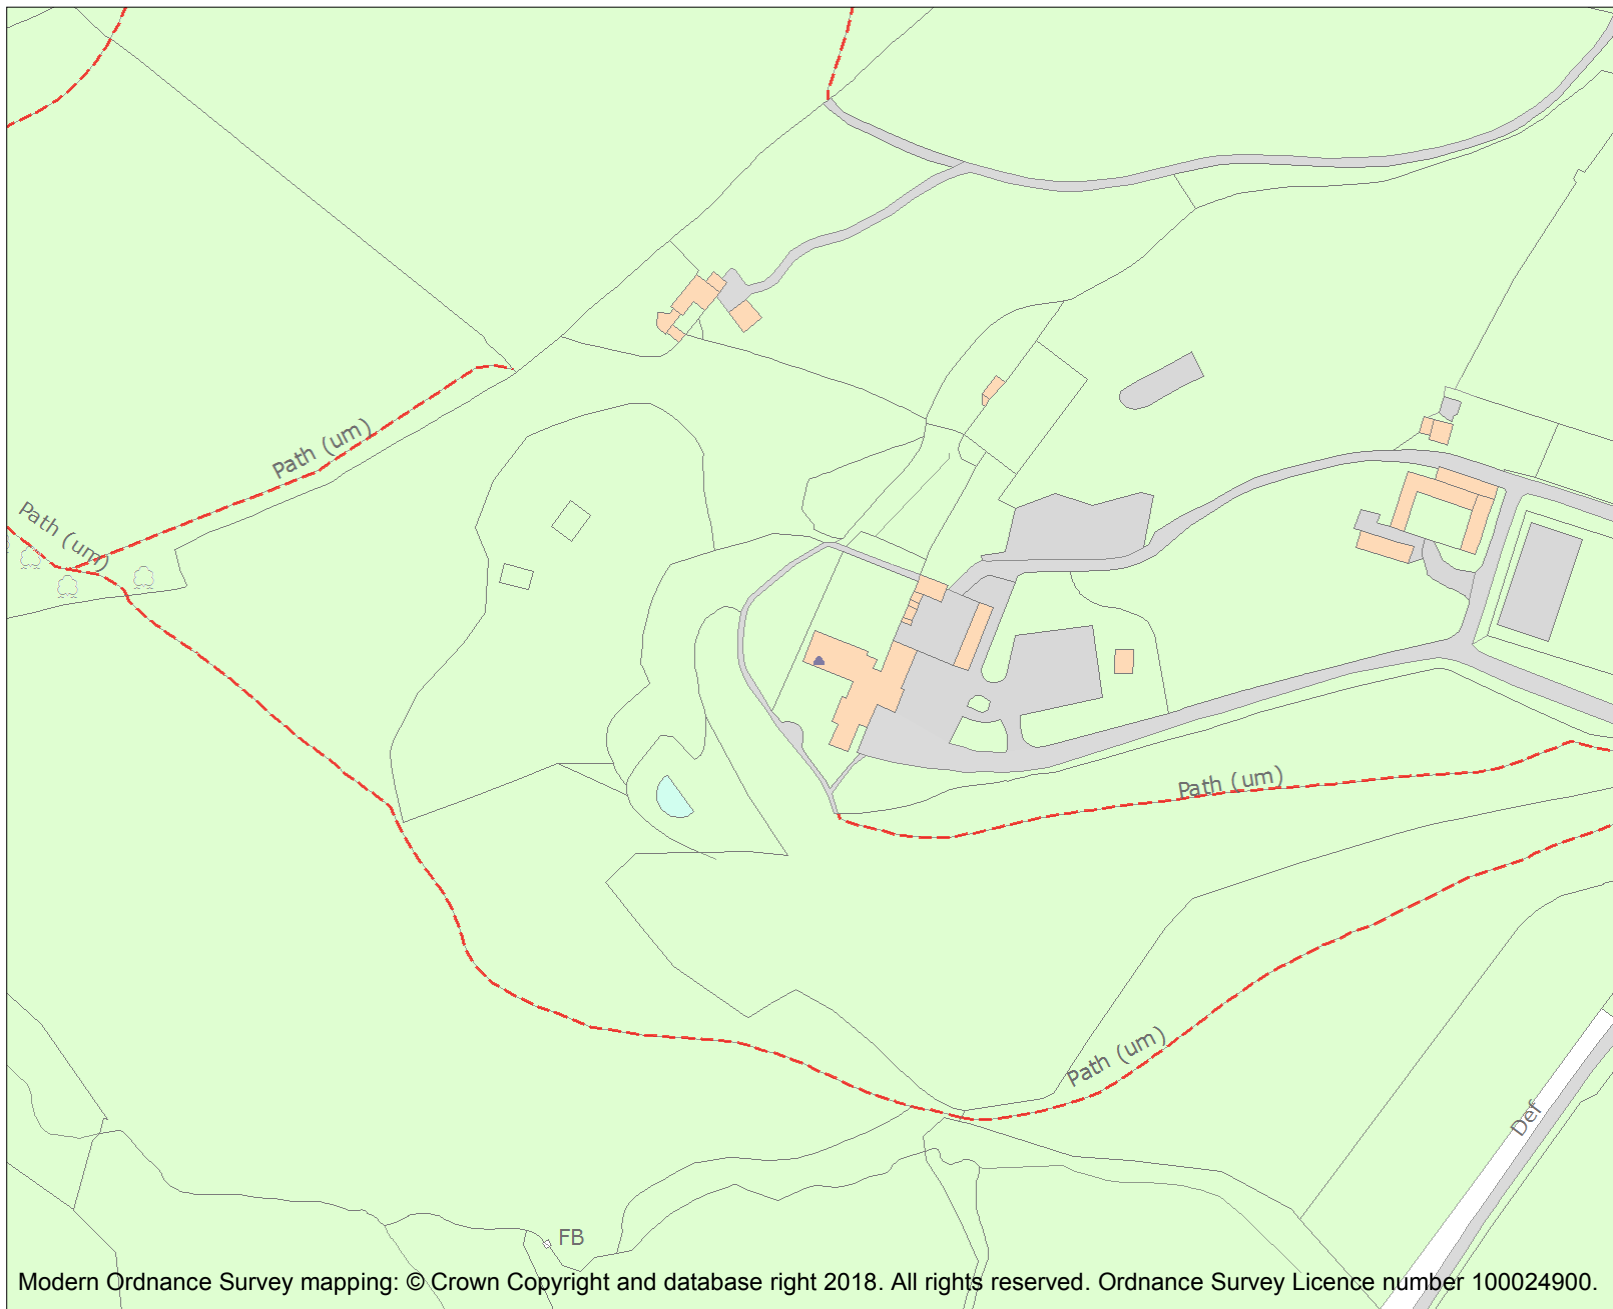 Path (um)
Path (um)
Path (um)
Path (um)
Def
FB
Modern Ordnance Survey mapping: © Crown Copyright and database right 2018. All rights reserved. Ordnance Survey Licence number 100024900.